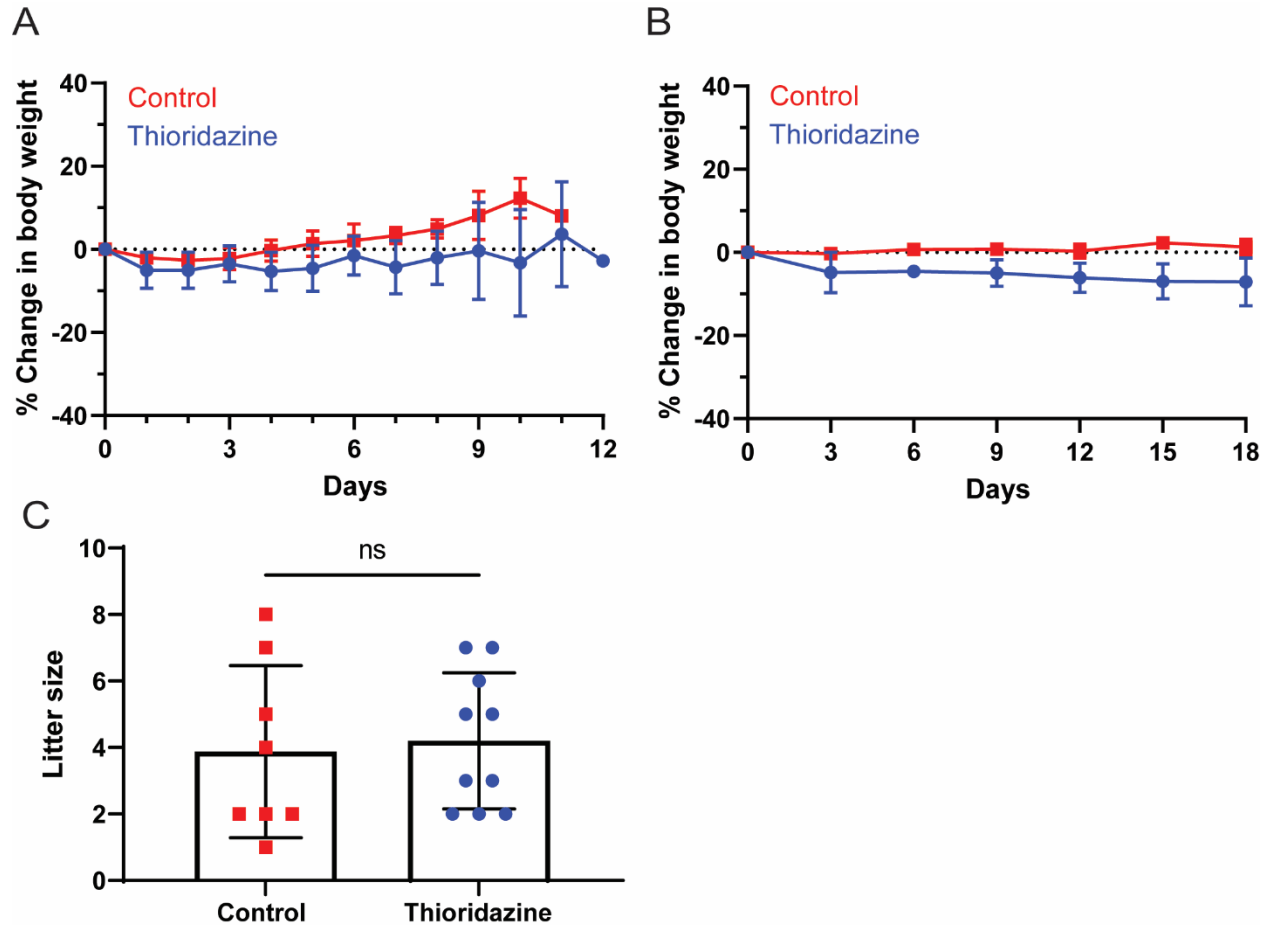 A
% Change in body weight
40
20
0
-20
-40
Control
Thioridazine
0 3 6 9 12
Days
B
% Change in body weight
40
20
0
-20
-40
Control
Thioridazine
0 3 6 9 12 15 18
Days
C
Litter size
10
8
6
4
2
0
ns
Control Thioridazine